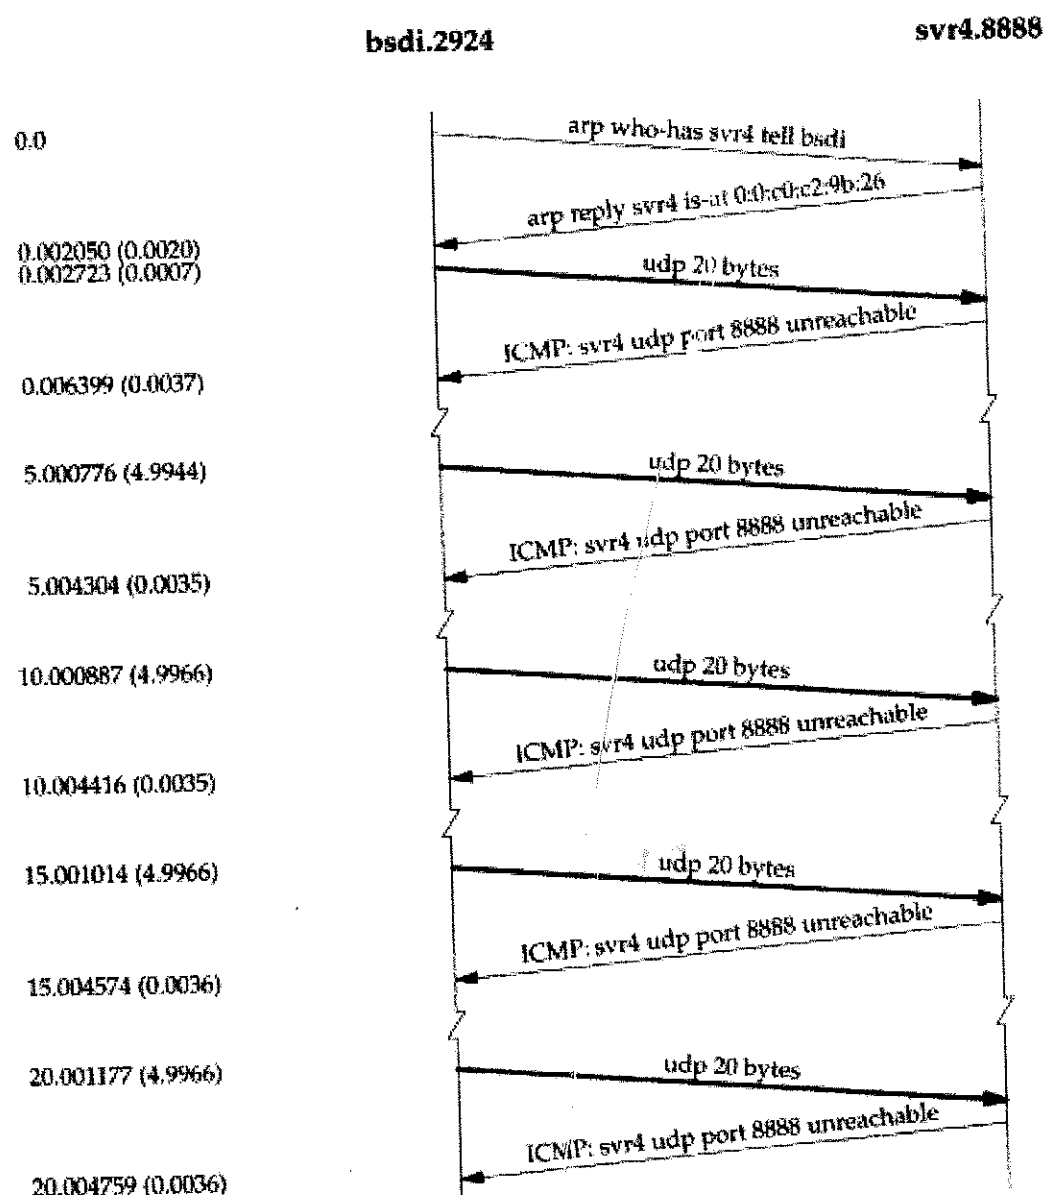 bsdi.2924 svr4.8888
0.0
arp who-has svr4 tell bsdi
arp reply svr4 is-at 0:0:c0:c2:9b:26
0.002050 (0.0020)
0.002723 (0.0007)
udp 20 bytes
ICMP: svr4 udp port 8888 unreachable
0.006399 (0.0037)
5.000776 (4.9944)
udp 20 bytes
ICMP: svr4 udp port 8888 unreachable
5.004304 (0.0035)
10.000887 (4.9966)
udp 20 bytes
ICMP: svr4 udp port 8888 unreachable
10.004416 (0.0035)
15.001014 (4.9966)
udp 20 bytes
ICMP: svr4 udp port 8888 unreachable
15.004574 (0.0036)
20.001177 (4.9966)
udp 20 bytes
ICMP: svr4 udp port 8888 unreachable
20.004759 (0.0036)